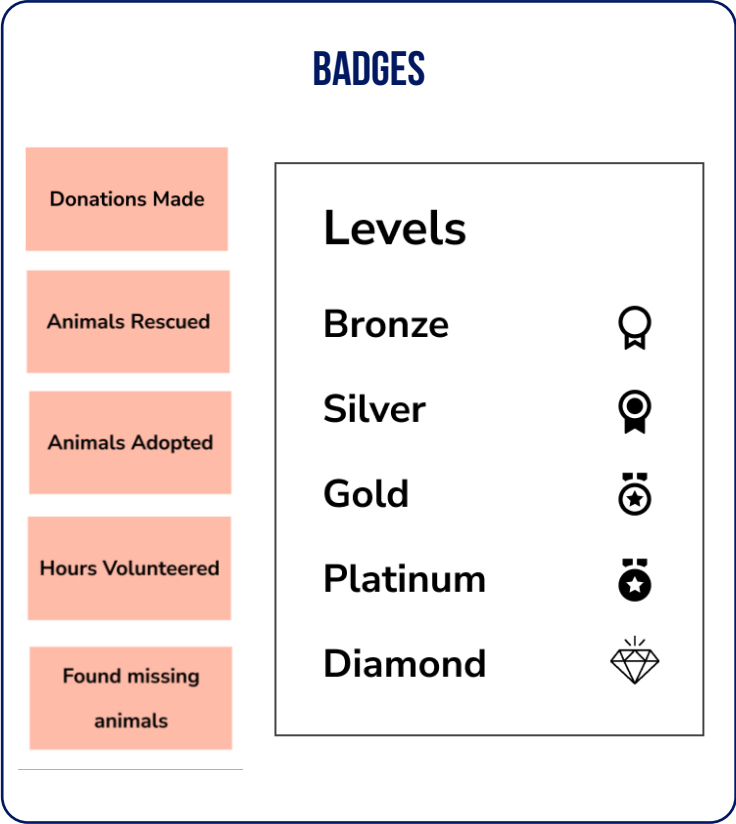 BADGES
Donations Made
Animals Rescued
Animals Adopted
Hours Volunteered
Found missing
animals
Levels
Bronze
Silver
Gold
Platinum
Diamond